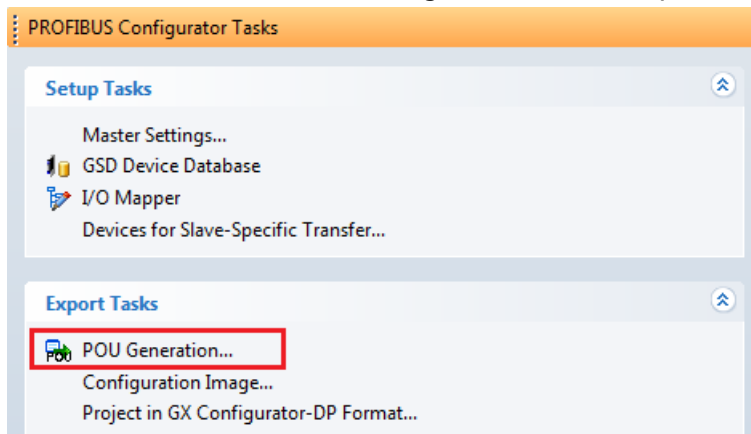 PROFIBUS Configurator Tasks
Setup Tasks
Master Settings...
GSD Device Database
I/O Mapper
Devices for Slave-Specific Transfer...
Export Tasks
POU
POU Generation...
Configuration Image...
Project in GX Configurator-DP Format...